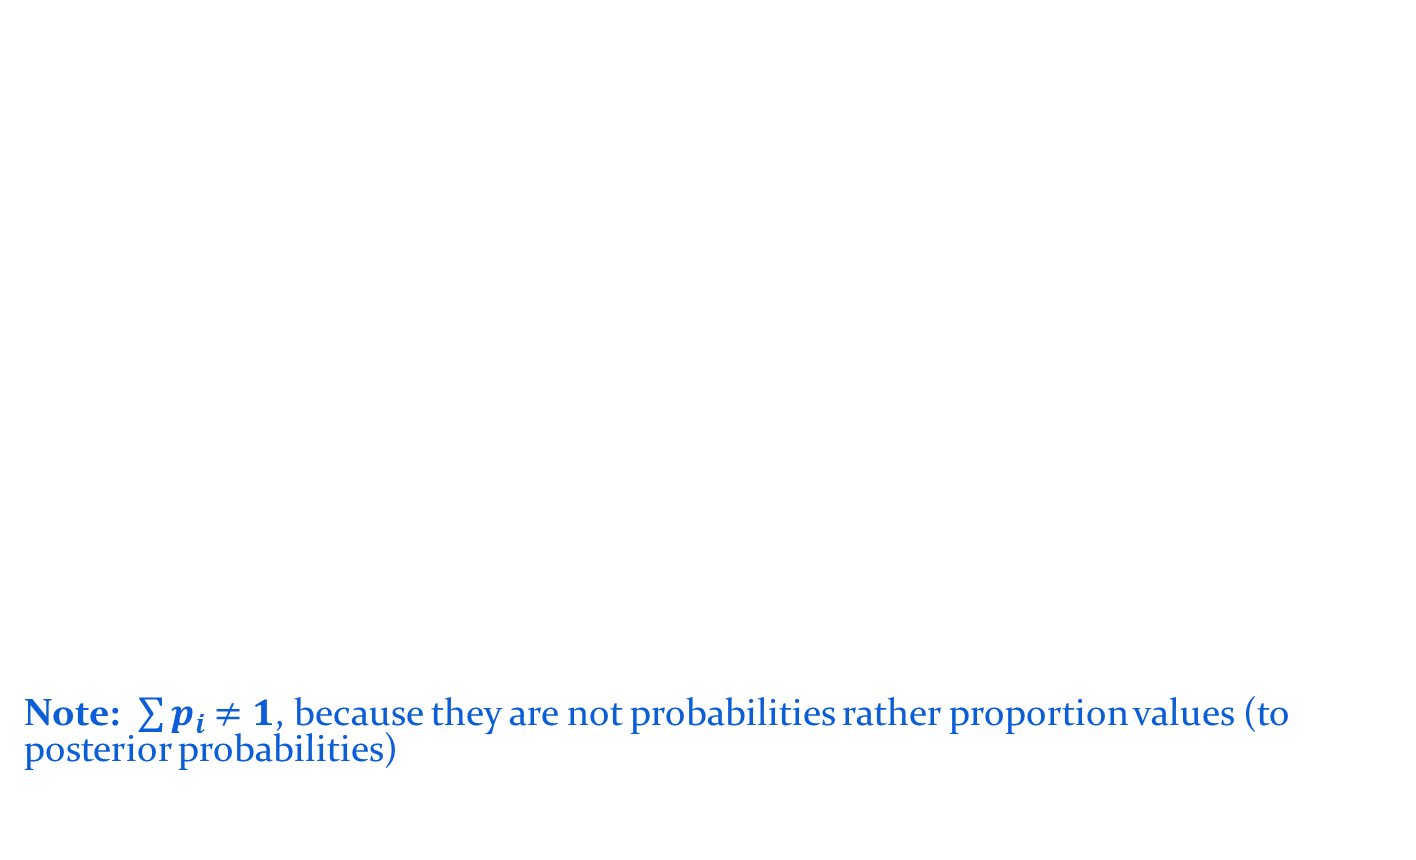 Note: ∑ pᵢ ≠ 1, because they are not probabilities rather proportion values (to
posterior probabilities)